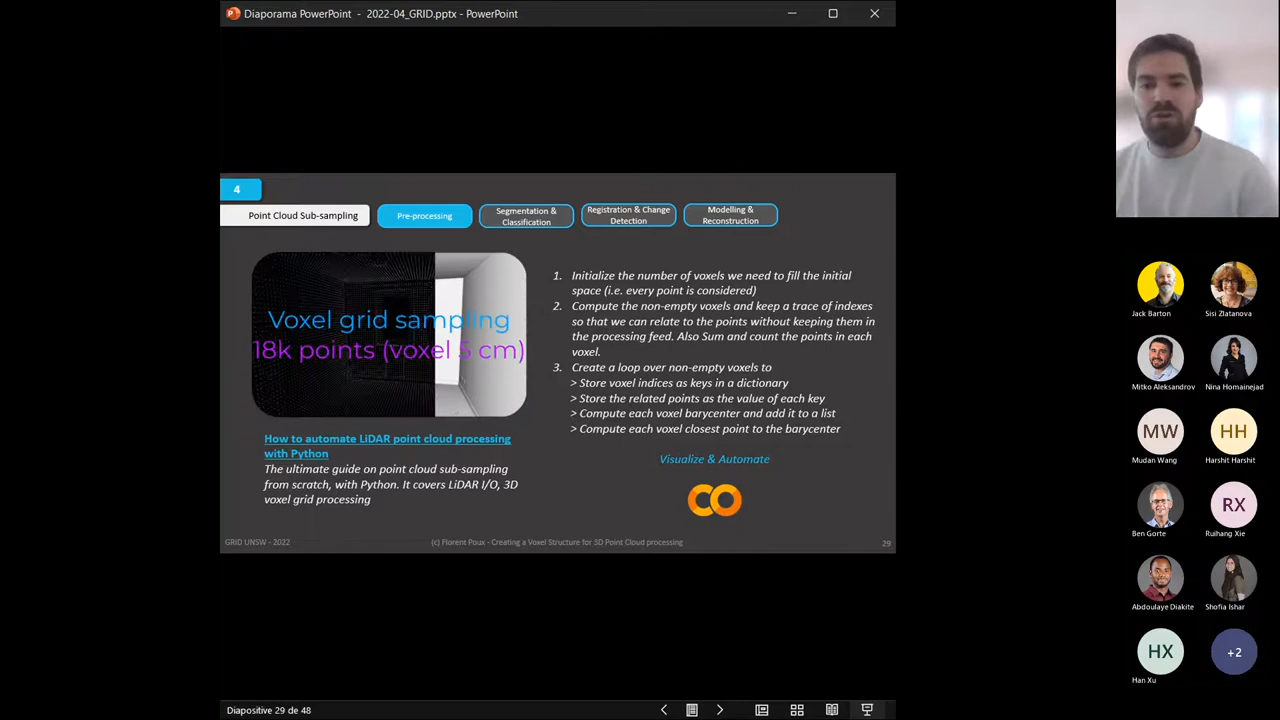 Diaporama PowerPoint - 2022-04_GRID.pptx - PowerPoint
4
Point Cloud Sub-sampling
Pre-processing
Segmentation &
Classification
Registration & Change
Detection
Modelling &
Reconstruction
Voxel grid sampling
18k points (voxel 5 cm)
How to automate LiDAR point cloud processing
with Python
The ultimate guide on point cloud sub-sampling
from scratch, with Python. It covers LiDAR I/O, 3D
voxel grid processing
1. Initialize the number of voxels we need to fill the initial
space (i.e. every point is considered)
2. Compute the non-empty voxels and keep a trace of indexes
so that we can relate to the points without keeping them in
the processing feed. Also Sum and count the points in each
voxel.
3. Create a loop over non-empty voxels to
> Store voxel indices as keys in a dictionary
> Store the related points as the value of each key
> Compute each voxel barycenter and add it to a list
> Compute each voxel closest point to the barycenter
Visualize & Automate
GRID UNSW - 2022
(c) Florent Poux - Creating a Voxel Structure for 3D Point Cloud processing
29
Diapositive 29 de 48
Jack Barton
Sisi Zlatanova
Mitko Aleksandrov
Nina Homainejad
MW
HH
Mudan Wang
Harshit Harshit
RX
Ben Gorte
Ruihang Xie
Abdoulaye Diakite
Shofia Ishar
HX
+2
Han Xu